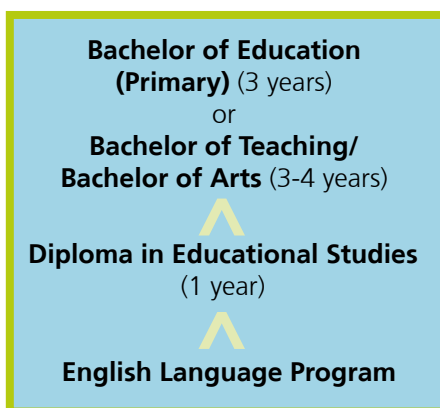 Bachelor of Education
(Primary) (3 years)
or
Bachelor of Teaching/
Bachelor of Arts (3-4 years)
Diploma in Educational Studies
(1 year)
English Language Program